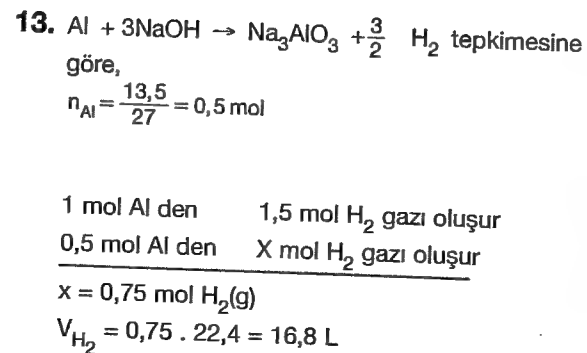 13. Al + 3NaOH → Na₃AlO₃ + 3/2 H₂ tepkimesine
göre,
n_Al = 13,5/27 = 0,5 mol
1 mol Al den 1,5 mol H₂ gazı oluşur
0,5 mol Al den X mol H₂ gazı oluşur
x = 0,75 mol H₂(g)
V_H₂ = 0,75 . 22,4 = 16,8 L